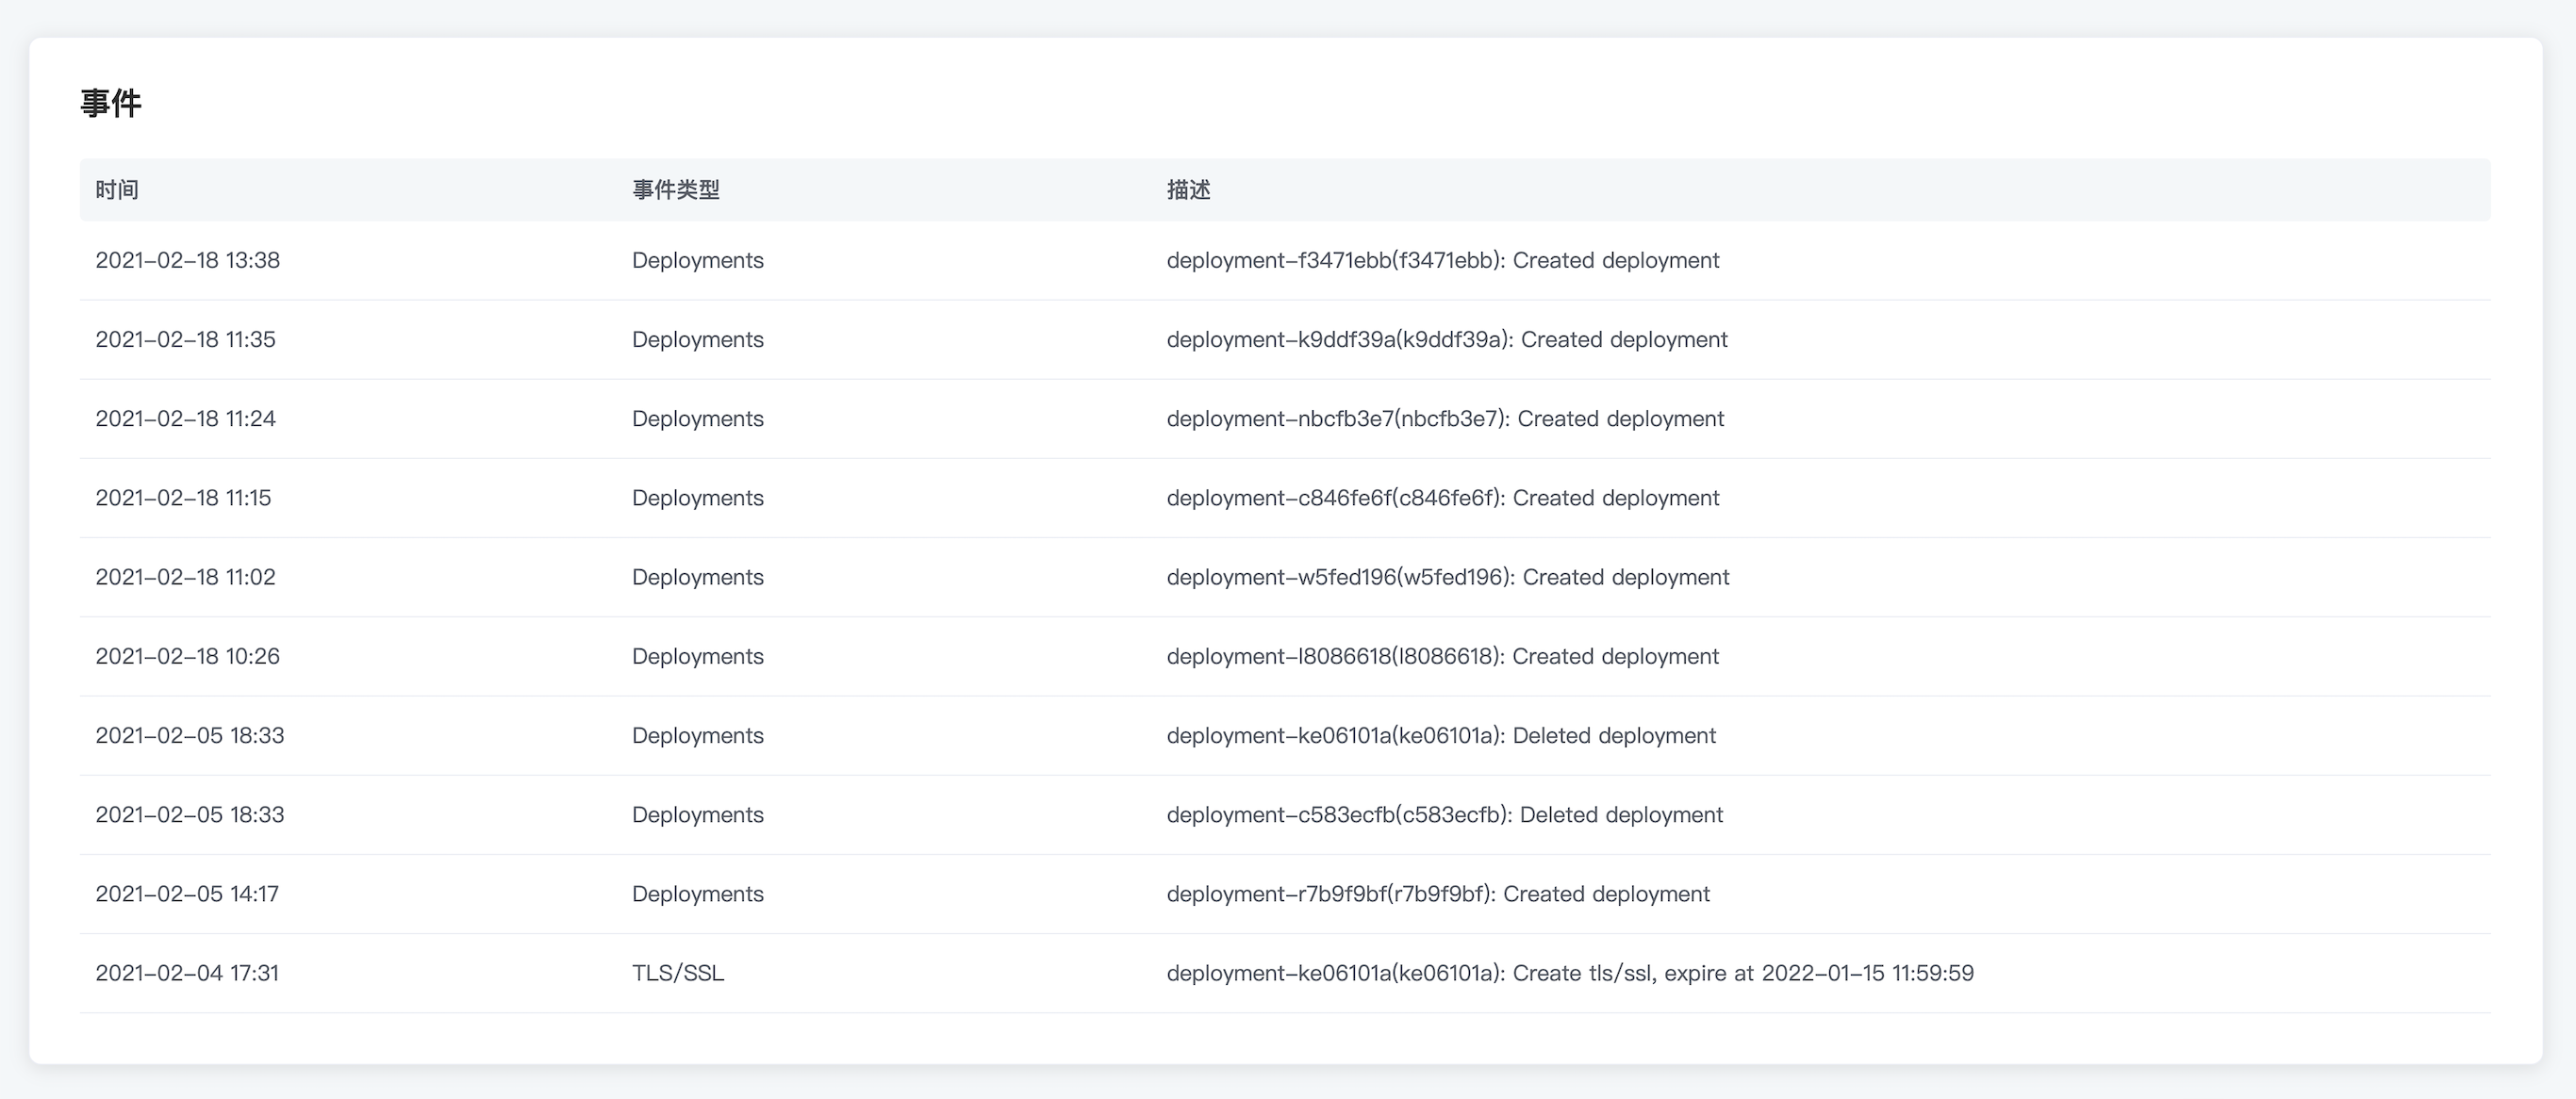 事件
时间 事件类型 描述
2021-02-18 13:38 Deployments deployment-f3471ebb(f3471ebb): Created deployment
2021-02-18 11:35 Deployments deployment-k9ddf39a(k9ddf39a): Created deployment
2021-02-18 11:24 Deployments deployment-nbcfb3e7(nbcfb3e7): Created deployment
2021-02-18 11:15 Deployments deployment-c846fe6f(c846fe6f): Created deployment
2021-02-18 11:02 Deployments deployment-w5fed196(w5fed196): Created deployment
2021-02-18 10:26 Deployments deployment-l8086618(l8086618): Created deployment
2021-02-05 18:33 Deployments deployment-ke06101a(ke06101a): Deleted deployment
2021-02-05 18:33 Deployments deployment-c583ecfb(c583ecfb): Deleted deployment
2021-02-05 14:17 Deployments deployment-r7b9f9bf(r7b9f9bf): Created deployment
2021-02-04 17:31 TLS/SSL deployment-ke06101a(ke06101a): Create tls/ssl, expire at 2022-01-15 11:59:59